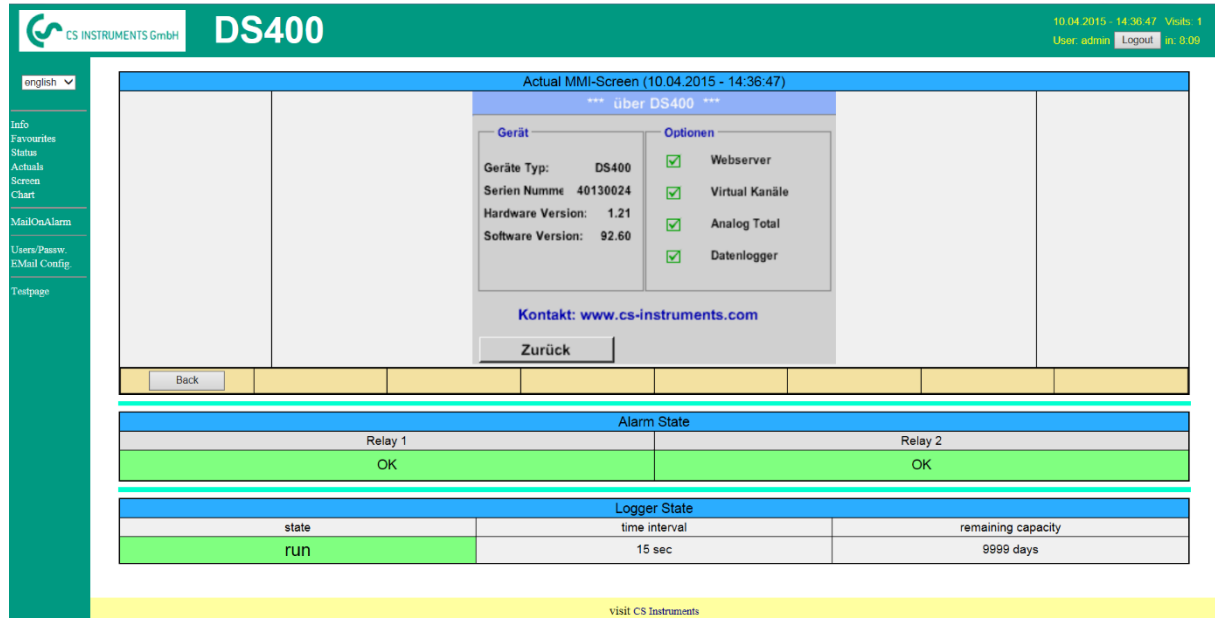 CS INSTRUMENTS GmbH
DS400
10.04.2015 - 14:36:47 Visits: 1
User: admin Logout in: 8:09
english
Info
Favourites
Status
Actuals
Screen
Chart
MailOnAlarm
Users/Passw.
EMail Config.
Testpage
Actual MMI-Screen (10.04.2015 - 14:36:47)
*** über DS400 ***
Gerät
Geräte Typ: DS400
Serien Numme 40130024
Hardware Version: 1.21
Software Version: 92.60
Optionen
Webserver
Virtual Kanäle
Analog Total
Datenlogger
Kontakt: www.cs-instruments.com
Zurück
Back
Alarm State
Relay 1 Relay 2
OK OK
Logger State
state time interval remaining capacity
run 15 sec 9999 days
visit CS Instruments